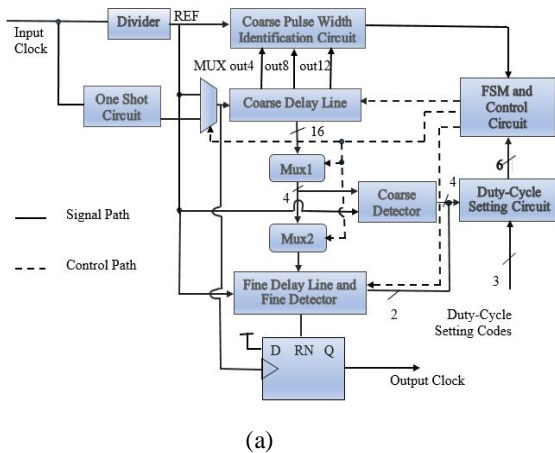 Input
Clock
Divider
REF
Coarse Pulse Width
Identification Circuit
MUX out4 out8 out12
One Shot
Circuit
Coarse Delay Line
FSM and
Control
Circuit
16
Mux1
4
Coarse
Detector
4
6
Duty-Cycle
Setting Circuit
Signal Path
Mux2
Control Path
Fine Delay Line and
Fine Detector
2
3
Duty-Cycle
Setting Codes
D RN Q
Output Clock
(a)